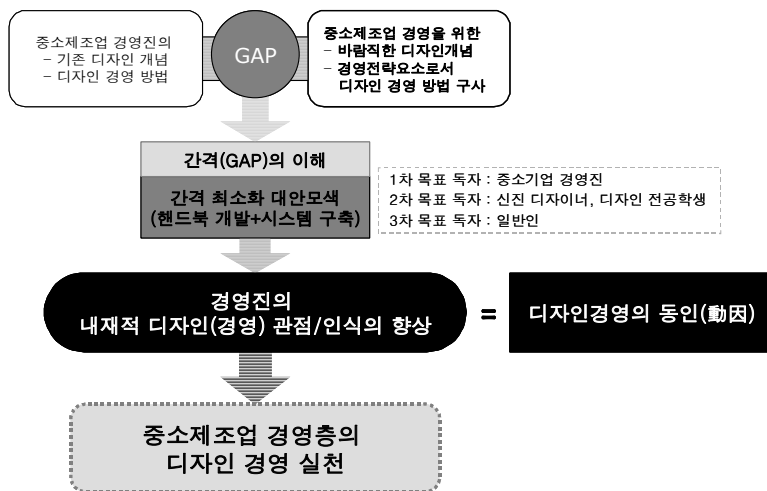 중소제조업 경영진의
– 기존 디자인 개념
– 디자인 경영 방법
GAP
중소제조업 경영을 위한
– 바람직한 디자인개념
– 경영전략요소로서
디자인 경영 방법 구사
간격(GAP)의 이해
간격 최소화 대안모색
(핸드북 개발+시스템 구축)
1차 목표 독자 : 중소기업 경영진
2차 목표 독자 : 신진 디자이너, 디자인 전공학생
3차 목표 독자 : 일반인
경영진의
내재적 디자인(경영) 관점/인식의 향상
=
디자인경영의 동인(動因)
중소제조업 경영층의
디자인 경영 실천